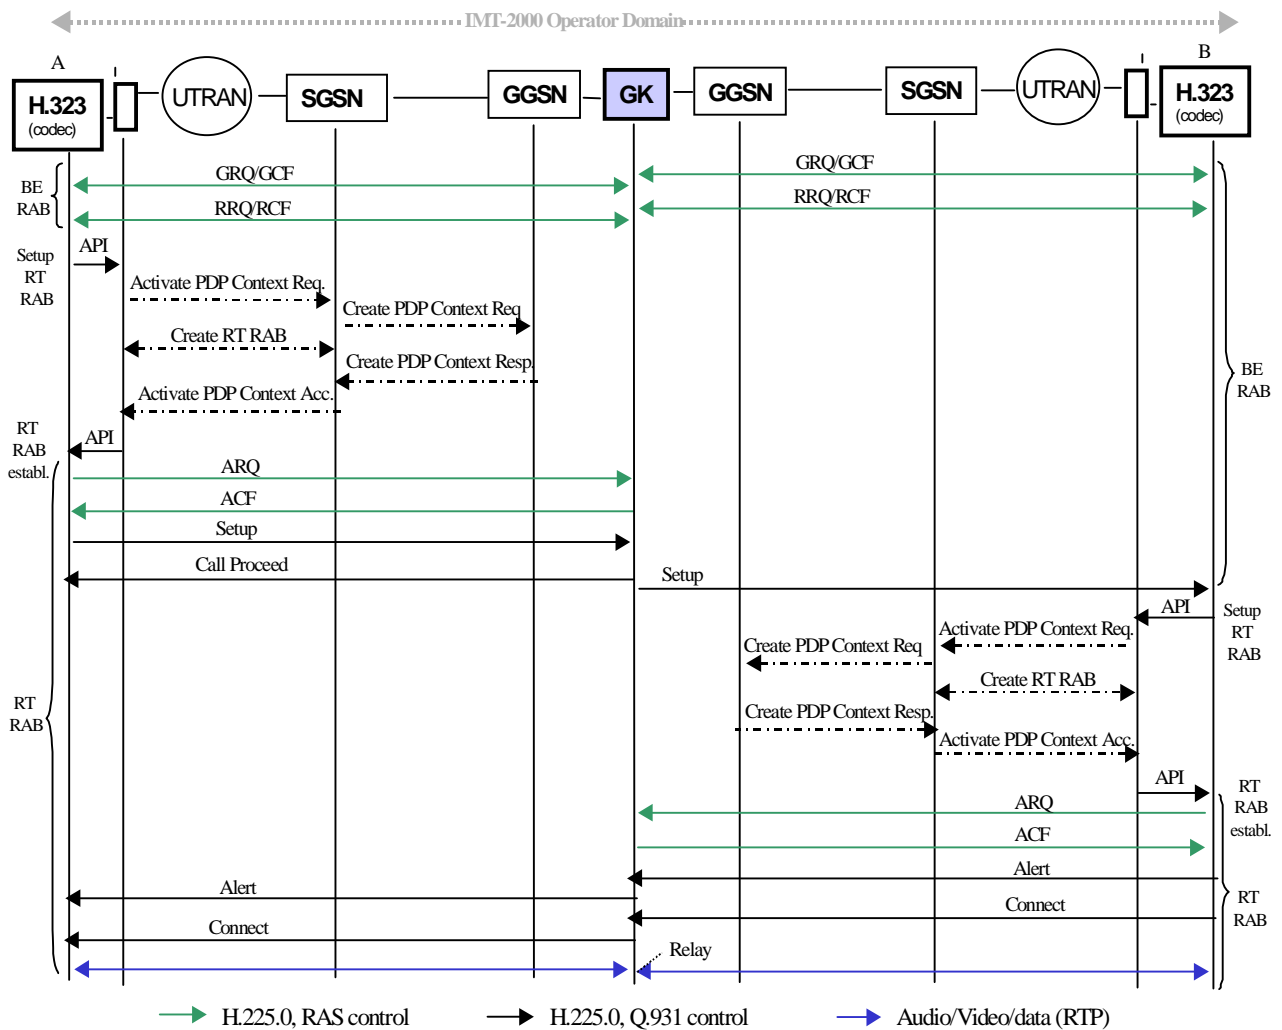 IMT-2000 Operator Domain
A
B
H.323
(codec)
UTRAN
SGSN
GGSN
GK
GGSN
SGSN
UTRAN
H.323
(codec)
BE
RAB
GRQ/GCF
GRQ/GCF
RRQ/RCF
RRQ/RCF
Setup
RT
RAB
API
Activate PDP Context Req.
Create PDP Context Req
Create RT RAB
Create PDP Context Resp.
Activate PDP Context Acc.
BE
RAB
RT
RAB
establ.
API
ARQ
ACF
Setup
Call Proceed
Setup
API
Setup
RT
RAB
Activate PDP Context Req.
Create PDP Context Req
Create RT RAB
RT
RAB
Create PDP Context Resp.
Activate PDP Context Acc.
API
RT
RAB
establ.
ARQ
ACF
Alert
Alert
RT
RAB
Connect
Connect
Relay
H.225.0, RAS control
H.225.0, Q.931 control
Audio/Video/data (RTP)